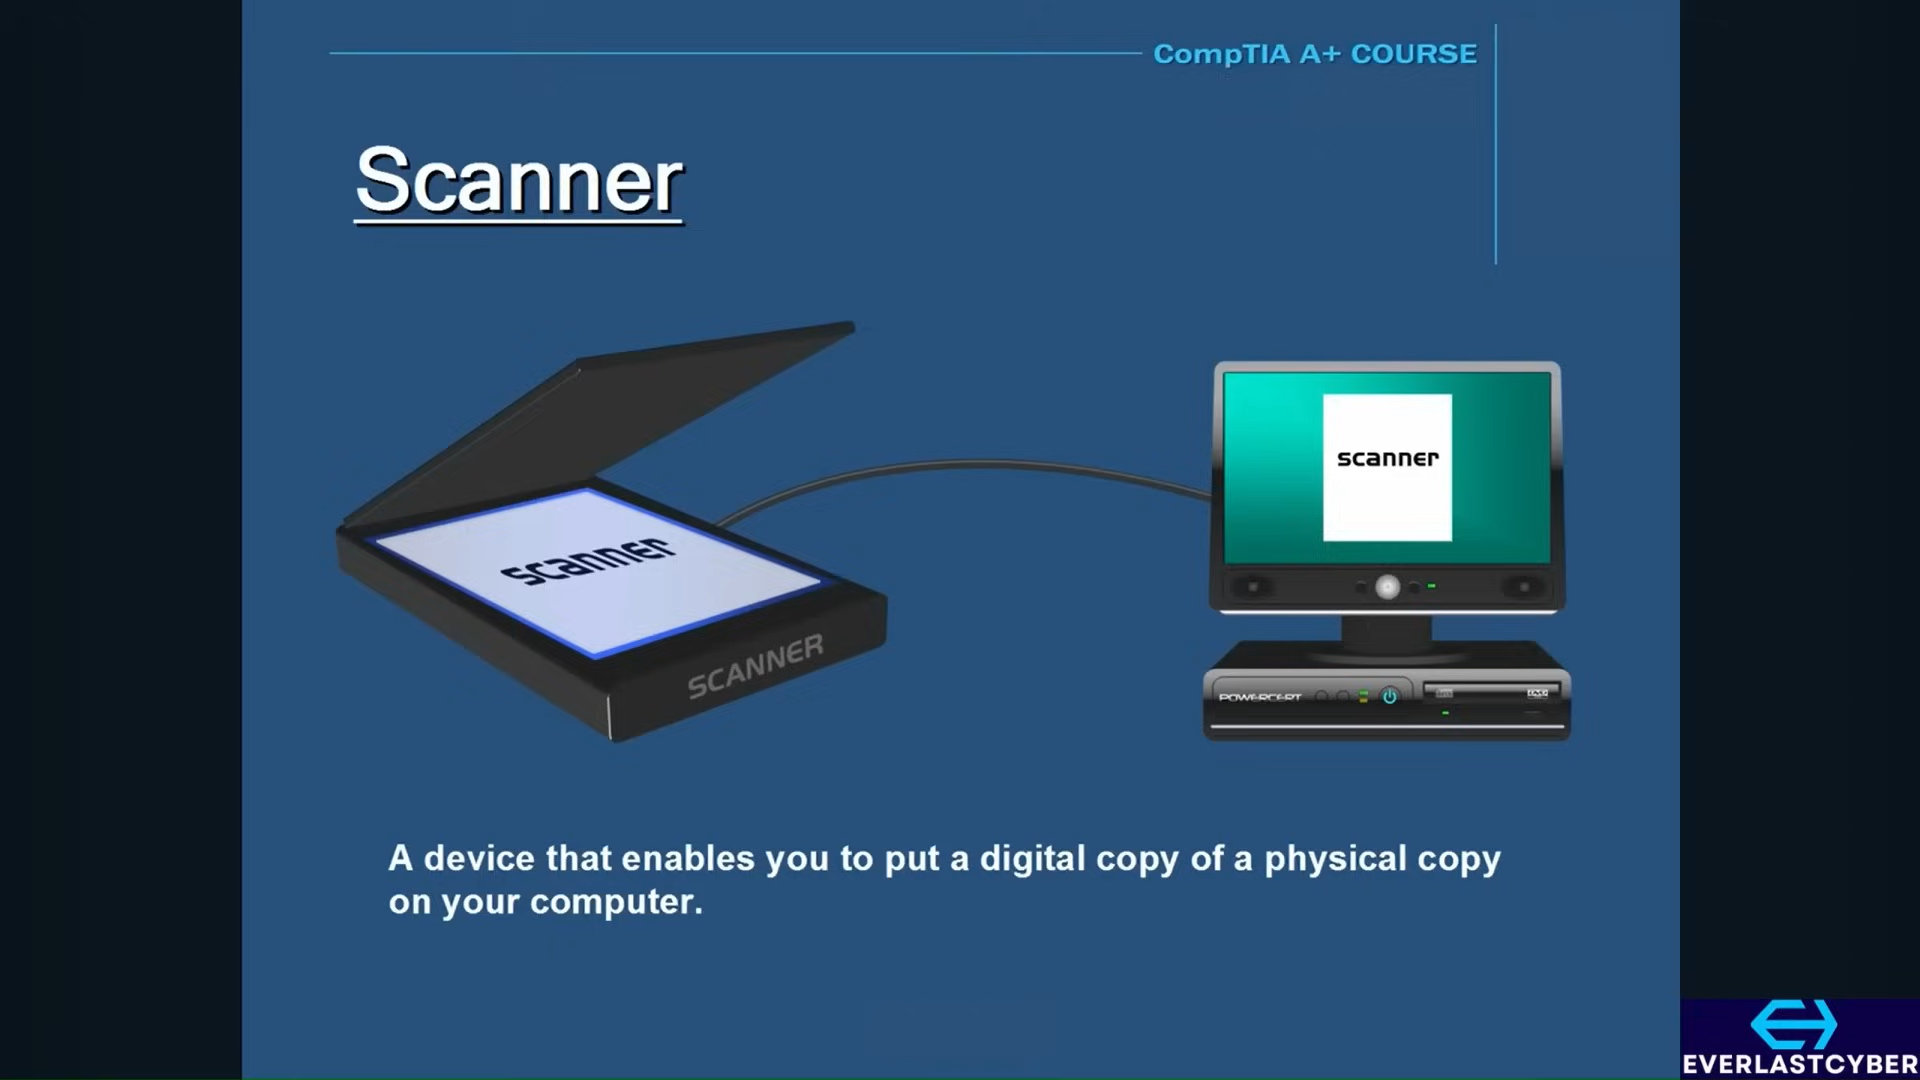 CompTIA A+ COURSE
Scanner
scanner
scanner
SCANNER
POWERCERT
A device that enables you to put a digital copy of a physical copy
on your computer.
EVERLASTCYBER